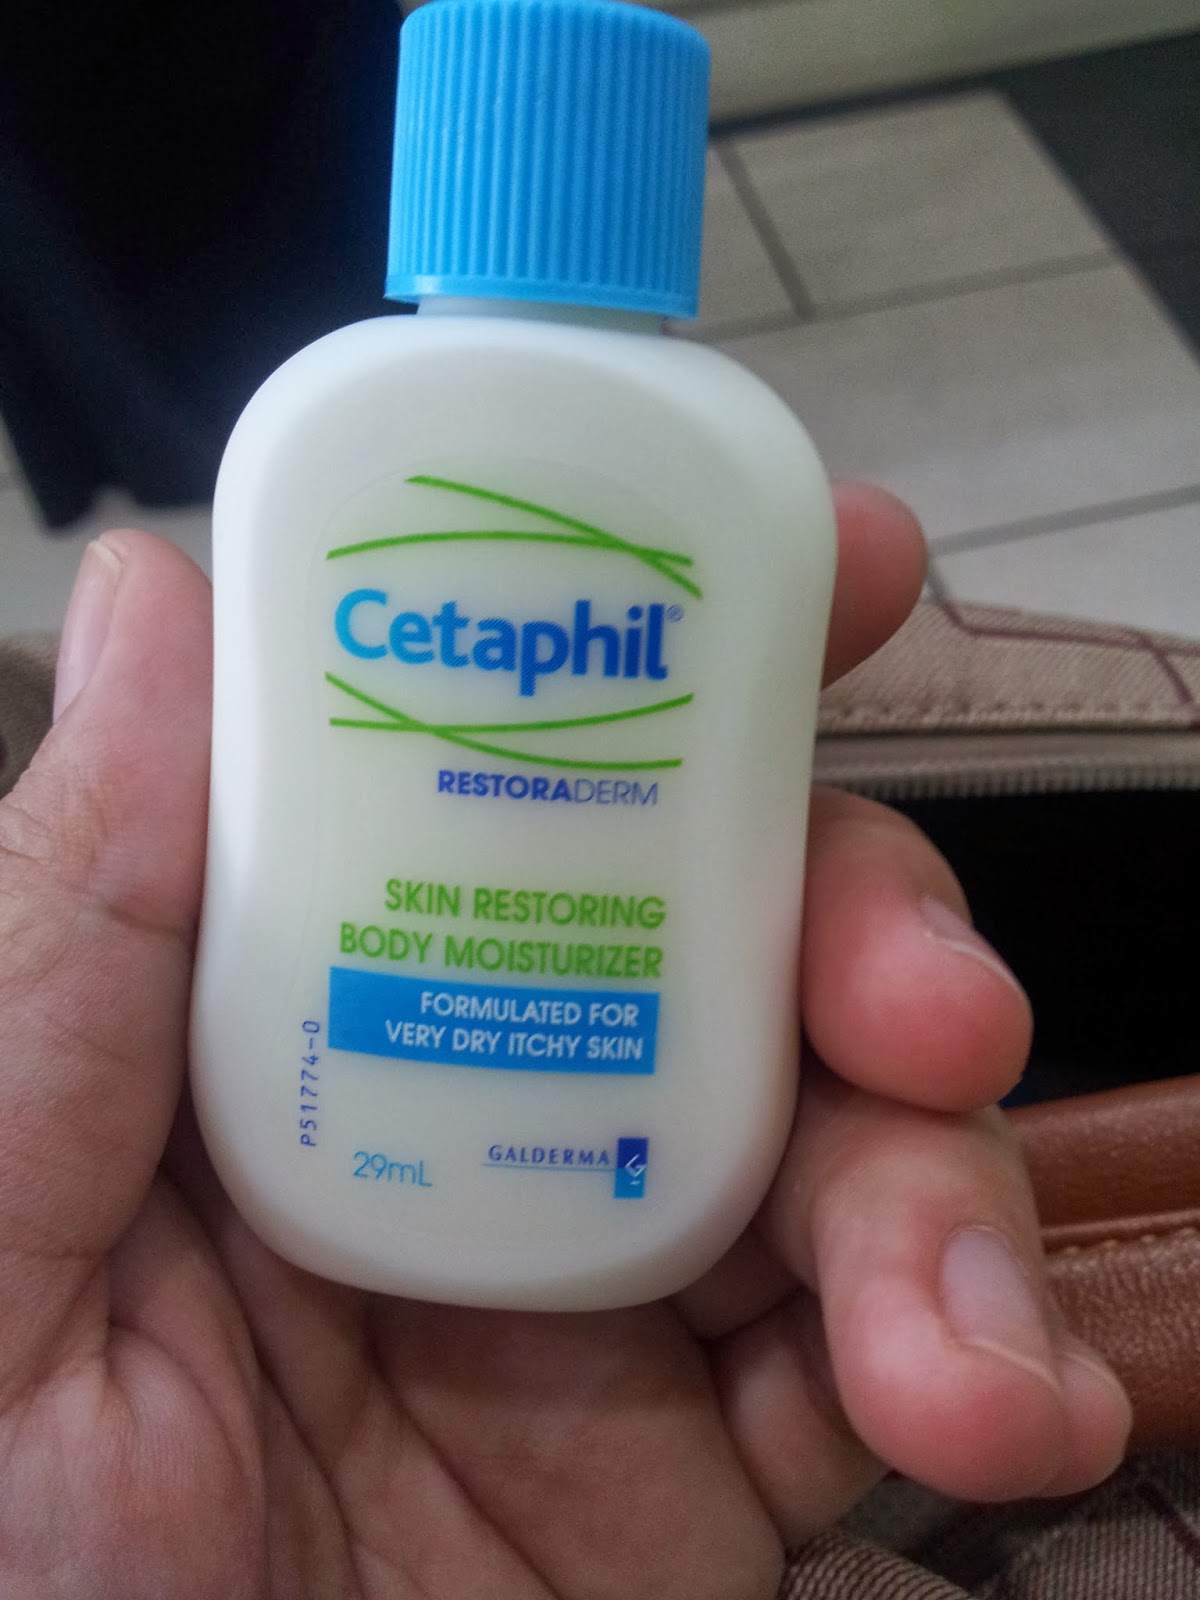 Cetaphil®
RESTORADERM
SKIN RESTORING
BODY MOISTURIZER
FORMULATED FOR
VERY DRY ITCHY SKIN
P51774-0
29mL
GALDERMA